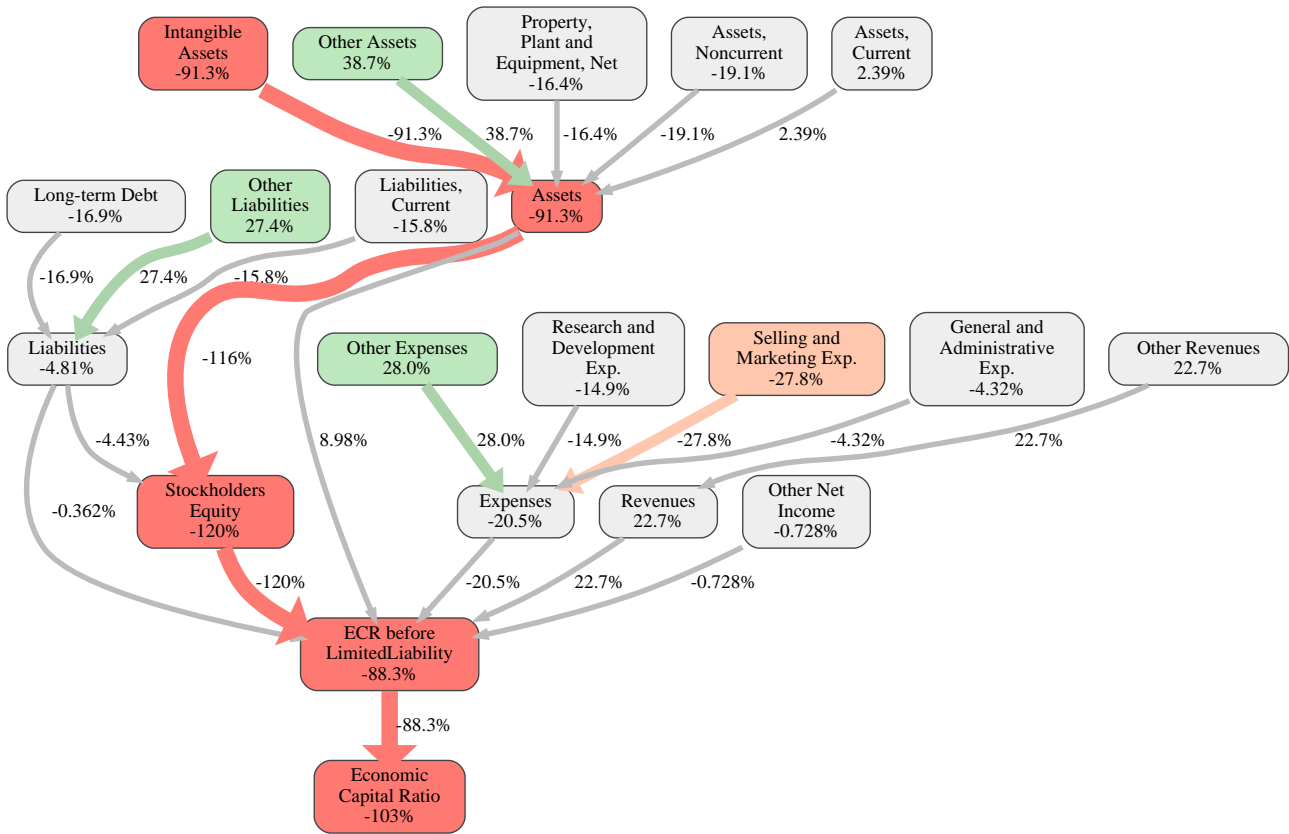 Intangible
Assets
-91.3%
Other Assets
38.7%
Property,
Plant and
Equipment, Net
-16.4%
Assets,
Noncurrent
-19.1%
Assets,
Current
2.39%
-91.3%
38.7%
-16.4%
-19.1%
2.39%
Long-term Debt
-16.9%
Other
Liabilities
27.4%
Liabilities,
Current
-15.8%
Assets
-91.3%
-16.9%
27.4%
-15.8%
Liabilities
-4.81%
-116%
Other Expenses
28.0%
Research and
Development
Exp.
-14.9%
Selling and
Marketing Exp.
-27.8%
General and
Administrative
Exp.
-4.32%
Other Revenues
22.7%
-4.43%
8.98%
28.0%
-14.9%
-27.8%
-4.32%
22.7%
-0.362%
Stockholders
Equity
-120%
Expenses
-20.5%
Revenues
22.7%
Other Net
Income
-0.728%
-120%
-20.5%
22.7%
-0.728%
ECR before
LimitedLiability
-88.3%
-88.3%
Economic
Capital Ratio
-103%